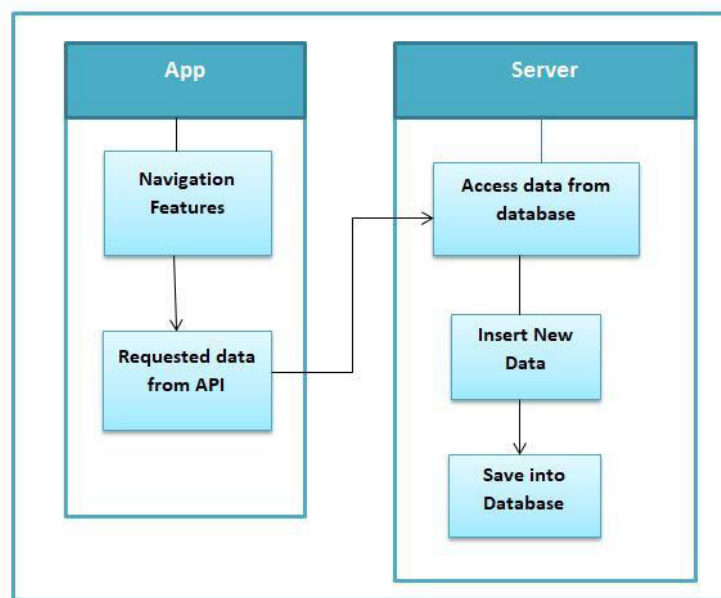 App
Navigation
Features
Requested data
from API
Server
Access data from
database
Insert New
Data
Save into
Database